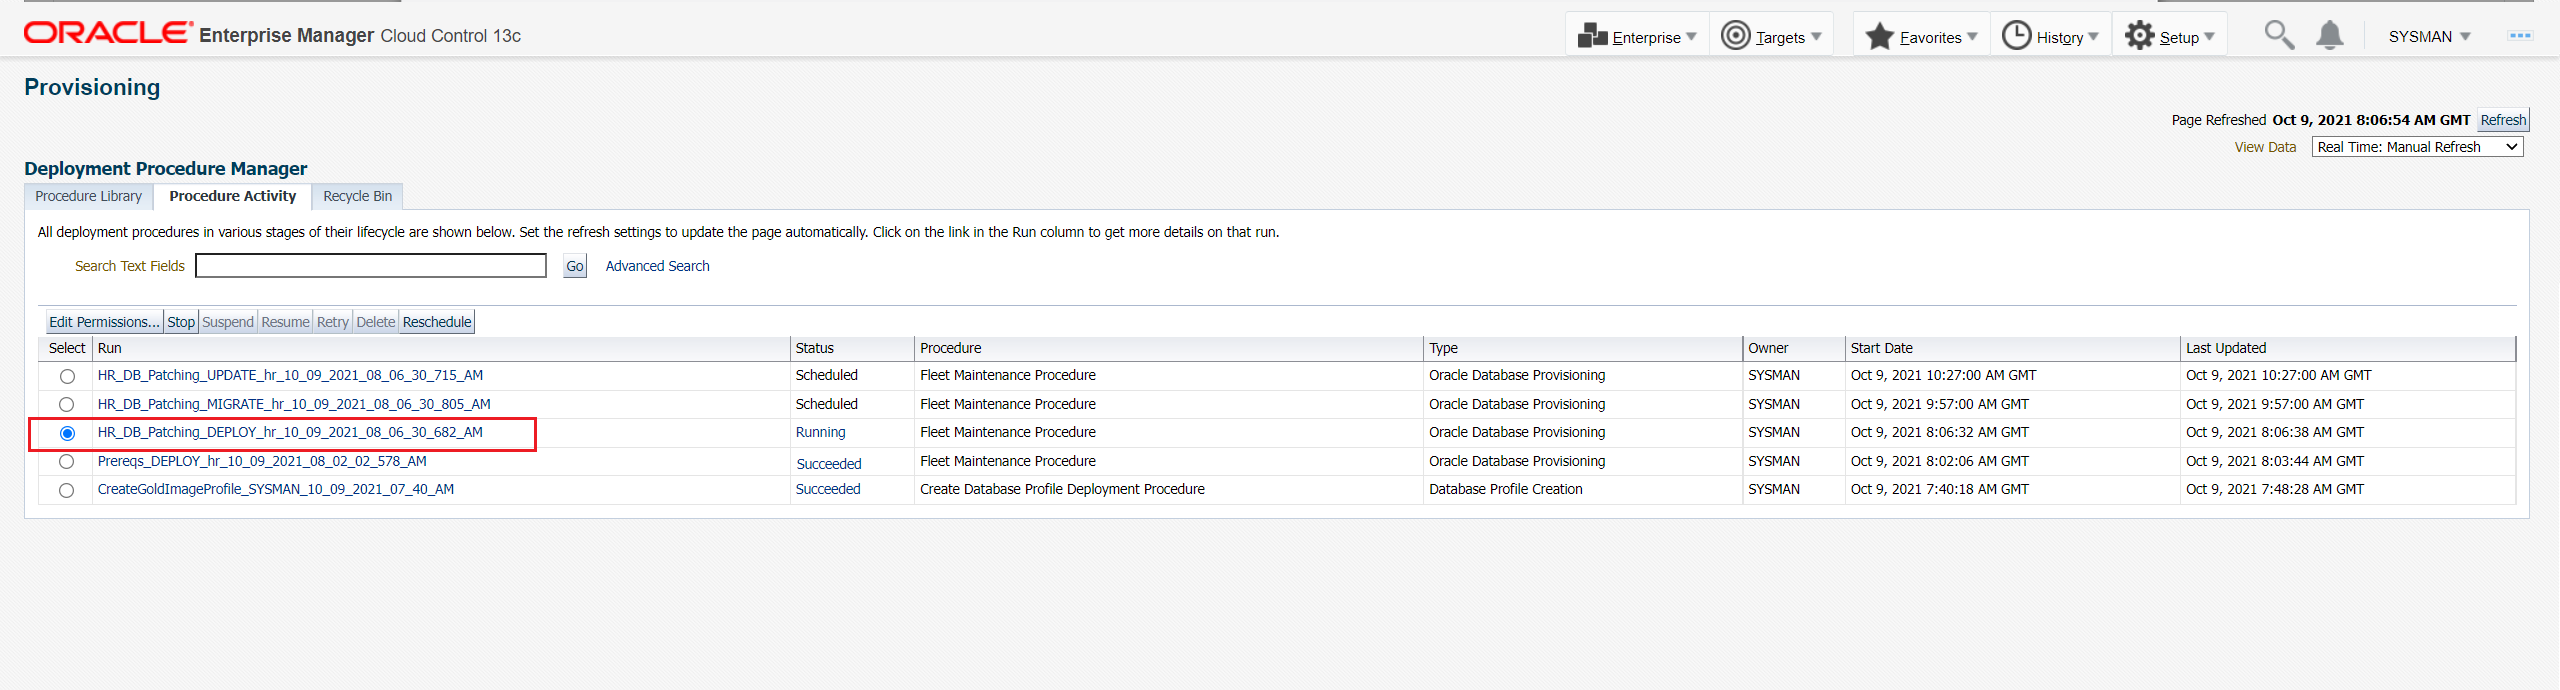 ORACLE Enterprise Manager Cloud Control 13c Enterprise Targets Favorites History Setup SYSMAN
Provisioning
Page Refreshed Oct 9, 2021 8:06:54 AM GMT Refresh
View Data Real Time: Manual Refresh
Deployment Procedure Manager
Procedure Library Procedure Activity Recycle Bin
All deployment procedures in various stages of their lifecycle are shown below. Set the refresh settings to update the page automatically. Click on the link in the Run column to get more details on that run.
Search Text Fields Go Advanced Search
Edit Permissions... Stop Suspend Resume Retry Delete Reschedule
Select Run Status Procedure Type Owner Start Date Last Updated
HR_DB_Patching_UPDATE_hr_10_09_2021_08_06_30_715_AM Scheduled Fleet Maintenance Procedure Oracle Database Provisioning SYSMAN Oct 9, 2021 10:27:00 AM GMT Oct 9, 2021 10:27:00 AM GMT
HR_DB_Patching_MIGRATE_hr_10_09_2021_08_06_30_805_AM Scheduled Fleet Maintenance Procedure Oracle Database Provisioning SYSMAN Oct 9, 2021 9:57:00 AM GMT Oct 9, 2021 9:57:00 AM GMT
HR_DB_Patching_DEPLOY_hr_10_09_2021_08_06_30_682_AM Running Fleet Maintenance Procedure Oracle Database Provisioning SYSMAN Oct 9, 2021 8:06:32 AM GMT Oct 9, 2021 8:06:38 AM GMT
Prereqs_DEPLOY_hr_10_09_2021_08_02_02_578_AM Succeeded Fleet Maintenance Procedure Oracle Database Provisioning SYSMAN Oct 9, 2021 8:02:06 AM GMT Oct 9, 2021 8:03:44 AM GMT
CreateGoldImageProfile_SYSMAN_10_09_2021_07_40_AM Succeeded Create Database Profile Deployment Procedure Database Profile Creation SYSMAN Oct 9, 2021 7:40:18 AM GMT Oct 9, 2021 7:48:28 AM GMT